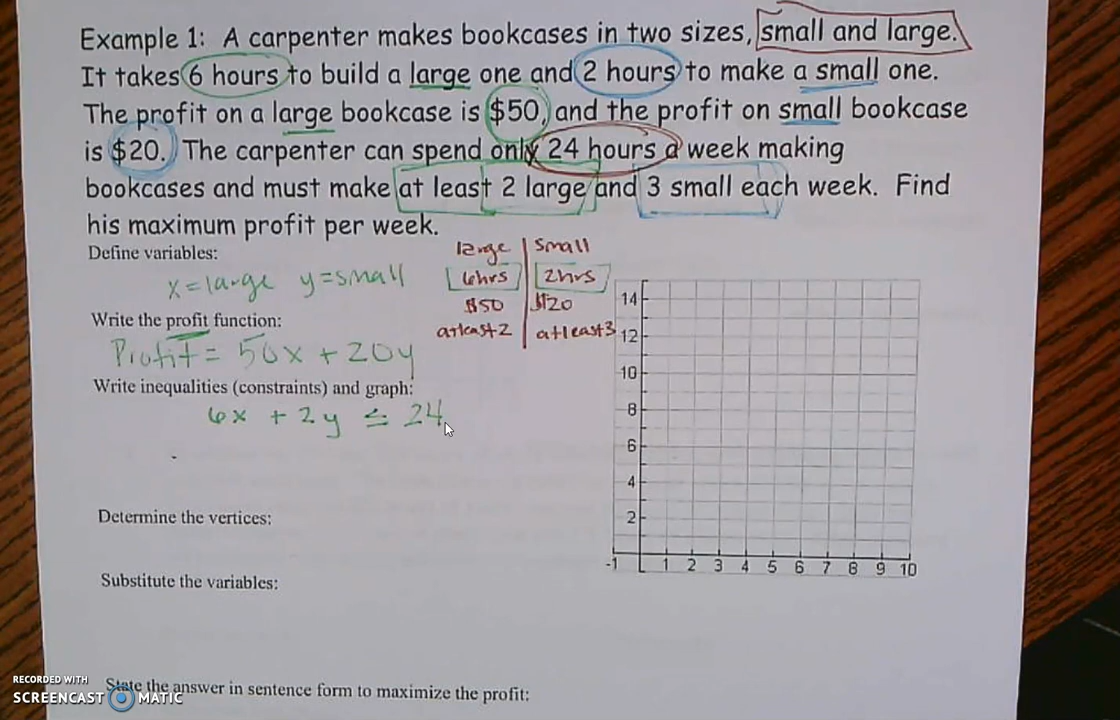 Example 1: A carpenter makes bookcases in two sizes, small and large.
It takes 6 hours to build a large one and 2 hours to make a small one.
The profit on a large bookcase is $50, and the profit on small bookcase
is $20. The carpenter can spend only 24 hours a week making
bookcases and must make at least 2 large and 3 small each week. Find
his maximum profit per week.
Define variables:
x=large y=small
large small
6hrs 2hrs
$50 $20
atleast2 atleast3
Write the profit function:
Profit = 50x + 20y
Write inequalities (constraints) and graph:
6x + 2y ≤ 24
Determine the vertices:
Substitute the variables:
State the answer in sentence form to maximize the profit:
14
12
10
8
6
4
2
-1 1 2 3 4 5 6 7 8 9 10
RECORDED WITH
SCREENCAST MATIC